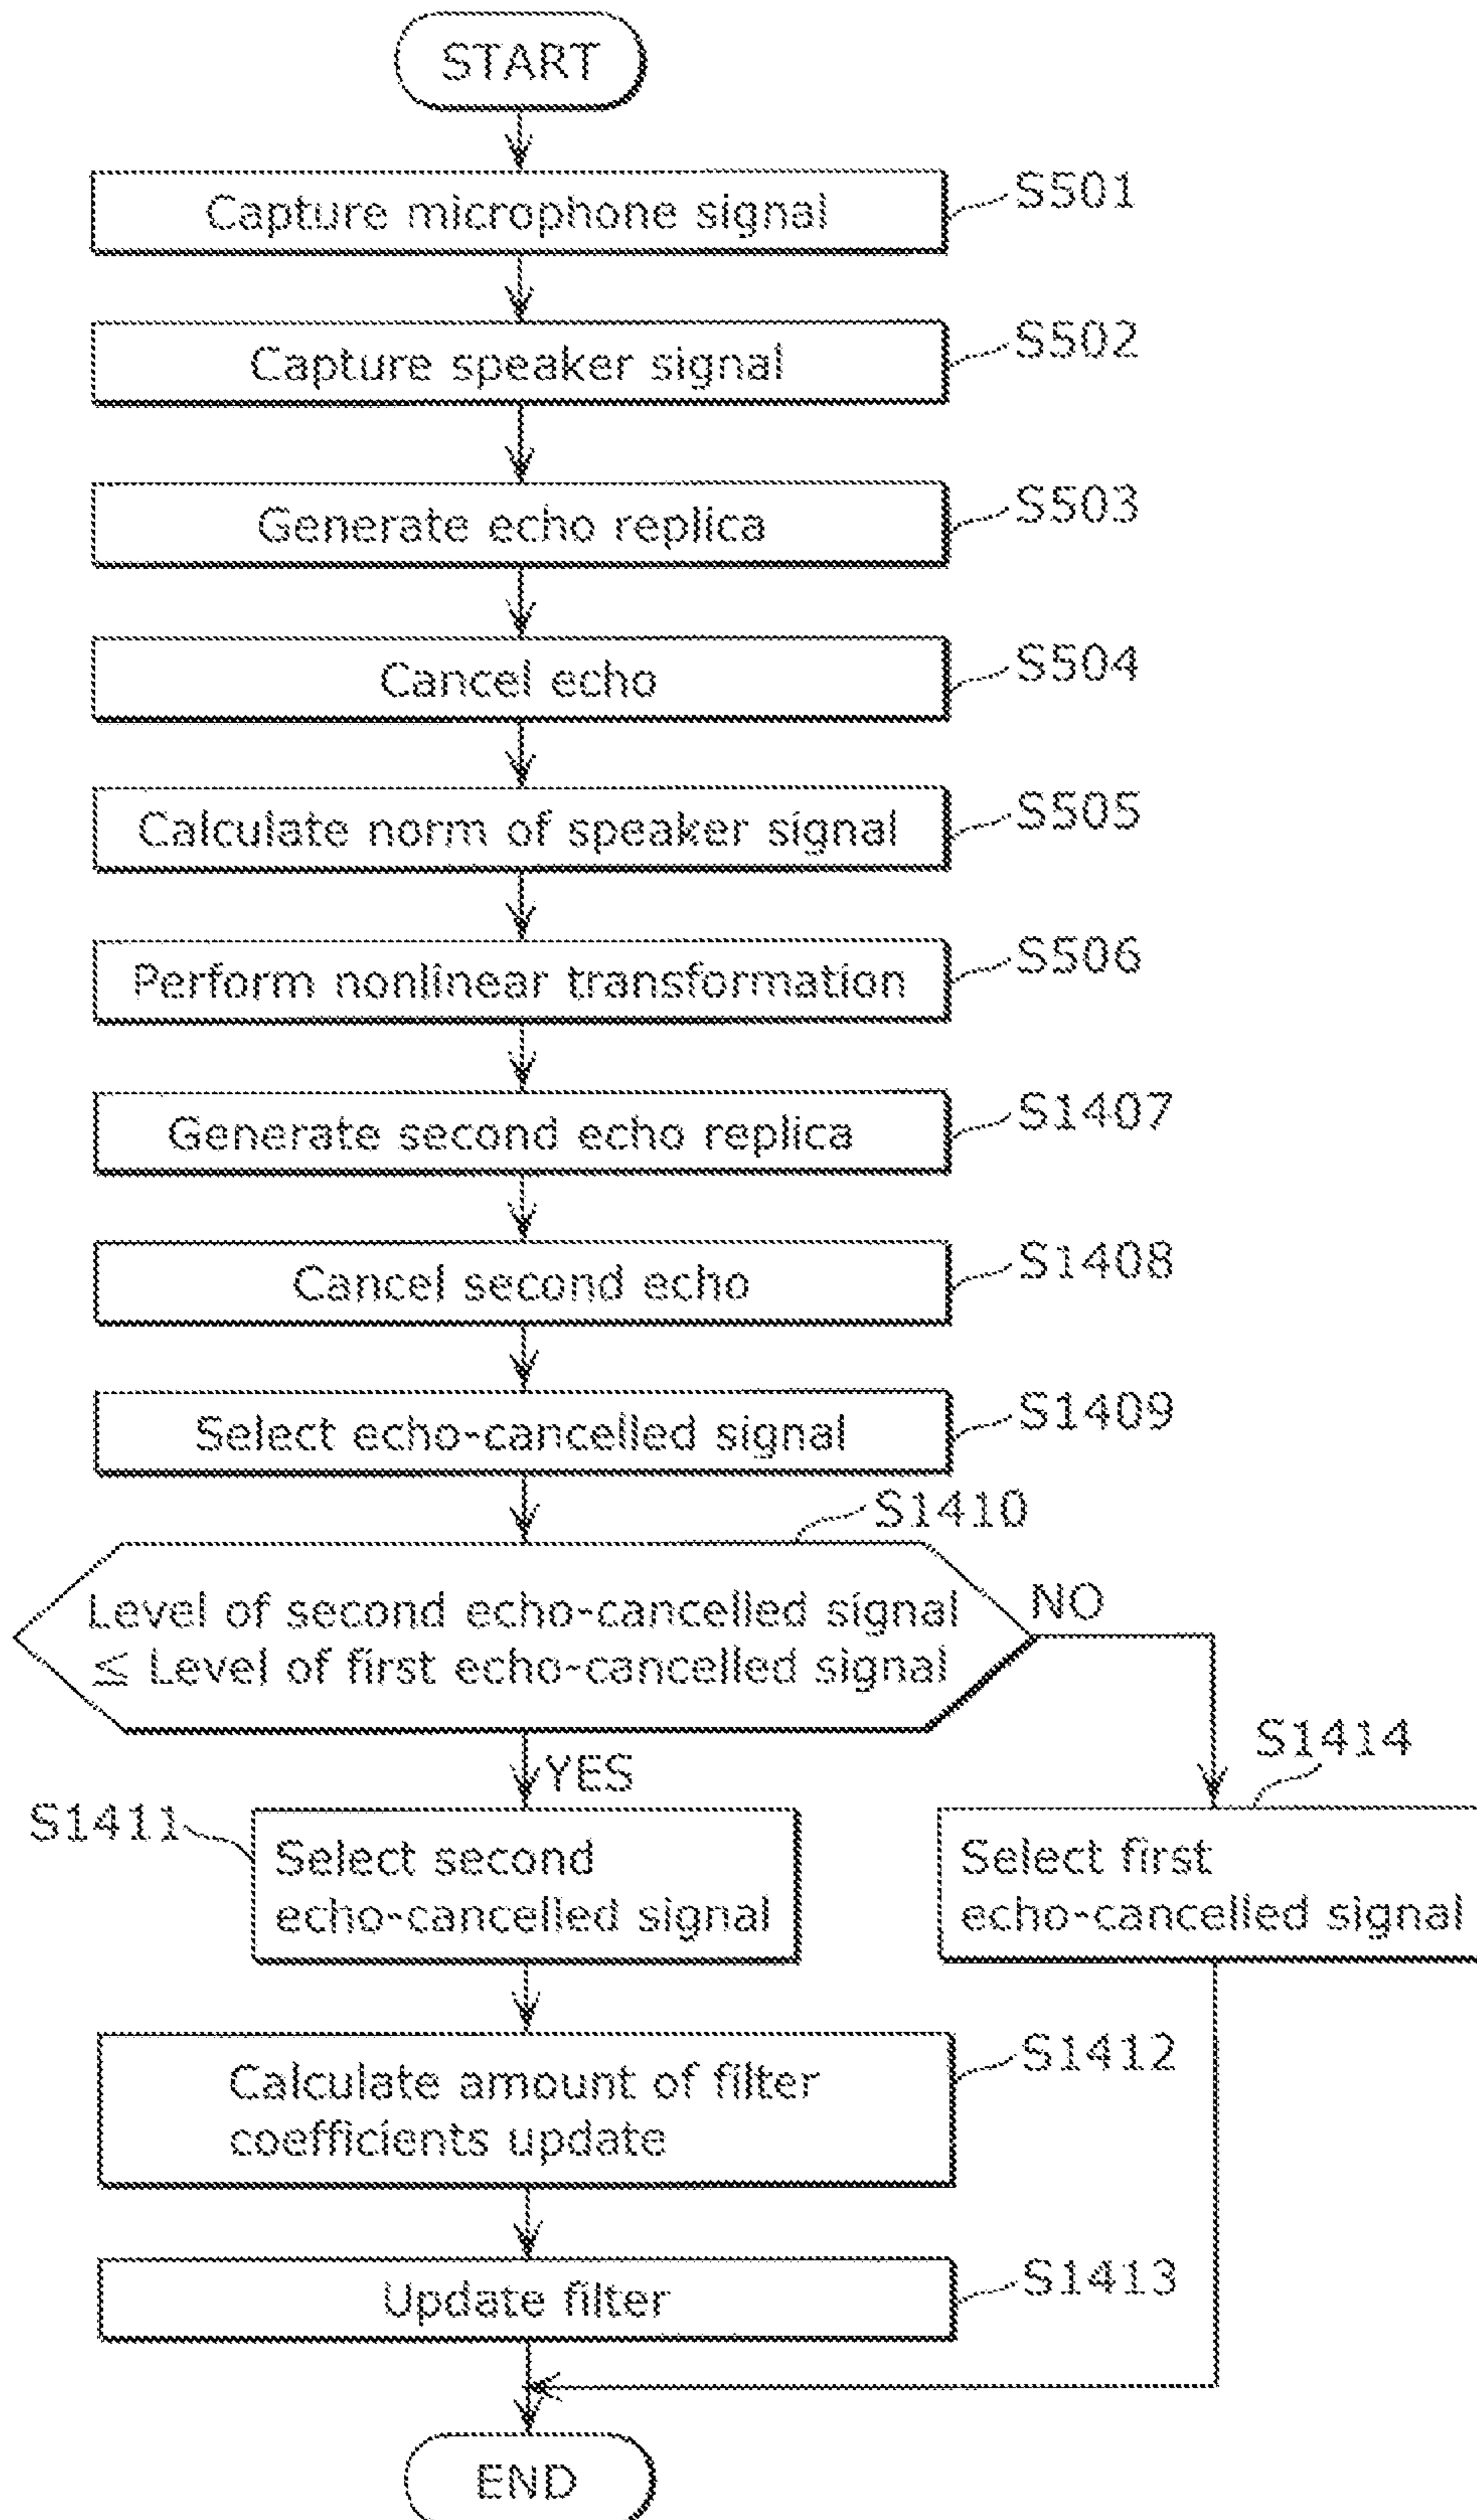 START
Capture microphone signal
S501
Capture speaker signal
S502
Generate echo replica
S503
Cancel echo
S504
Calculate norm of speaker signal
S505
Perform nonlinear transformation
S506
Generate second echo replica
S1407
Cancel second echo
S1408
Select echo-cancelled signal
S1409
S1410
Level of second echo-cancelled signal
≦ Level of first echo-cancelled signal
NO
YES
S1414
S1411
Select second
echo-cancelled signal
Select first
echo-cancelled signal
Calculate amount of filter
coefficients update
S1412
Update filter
S1413
END